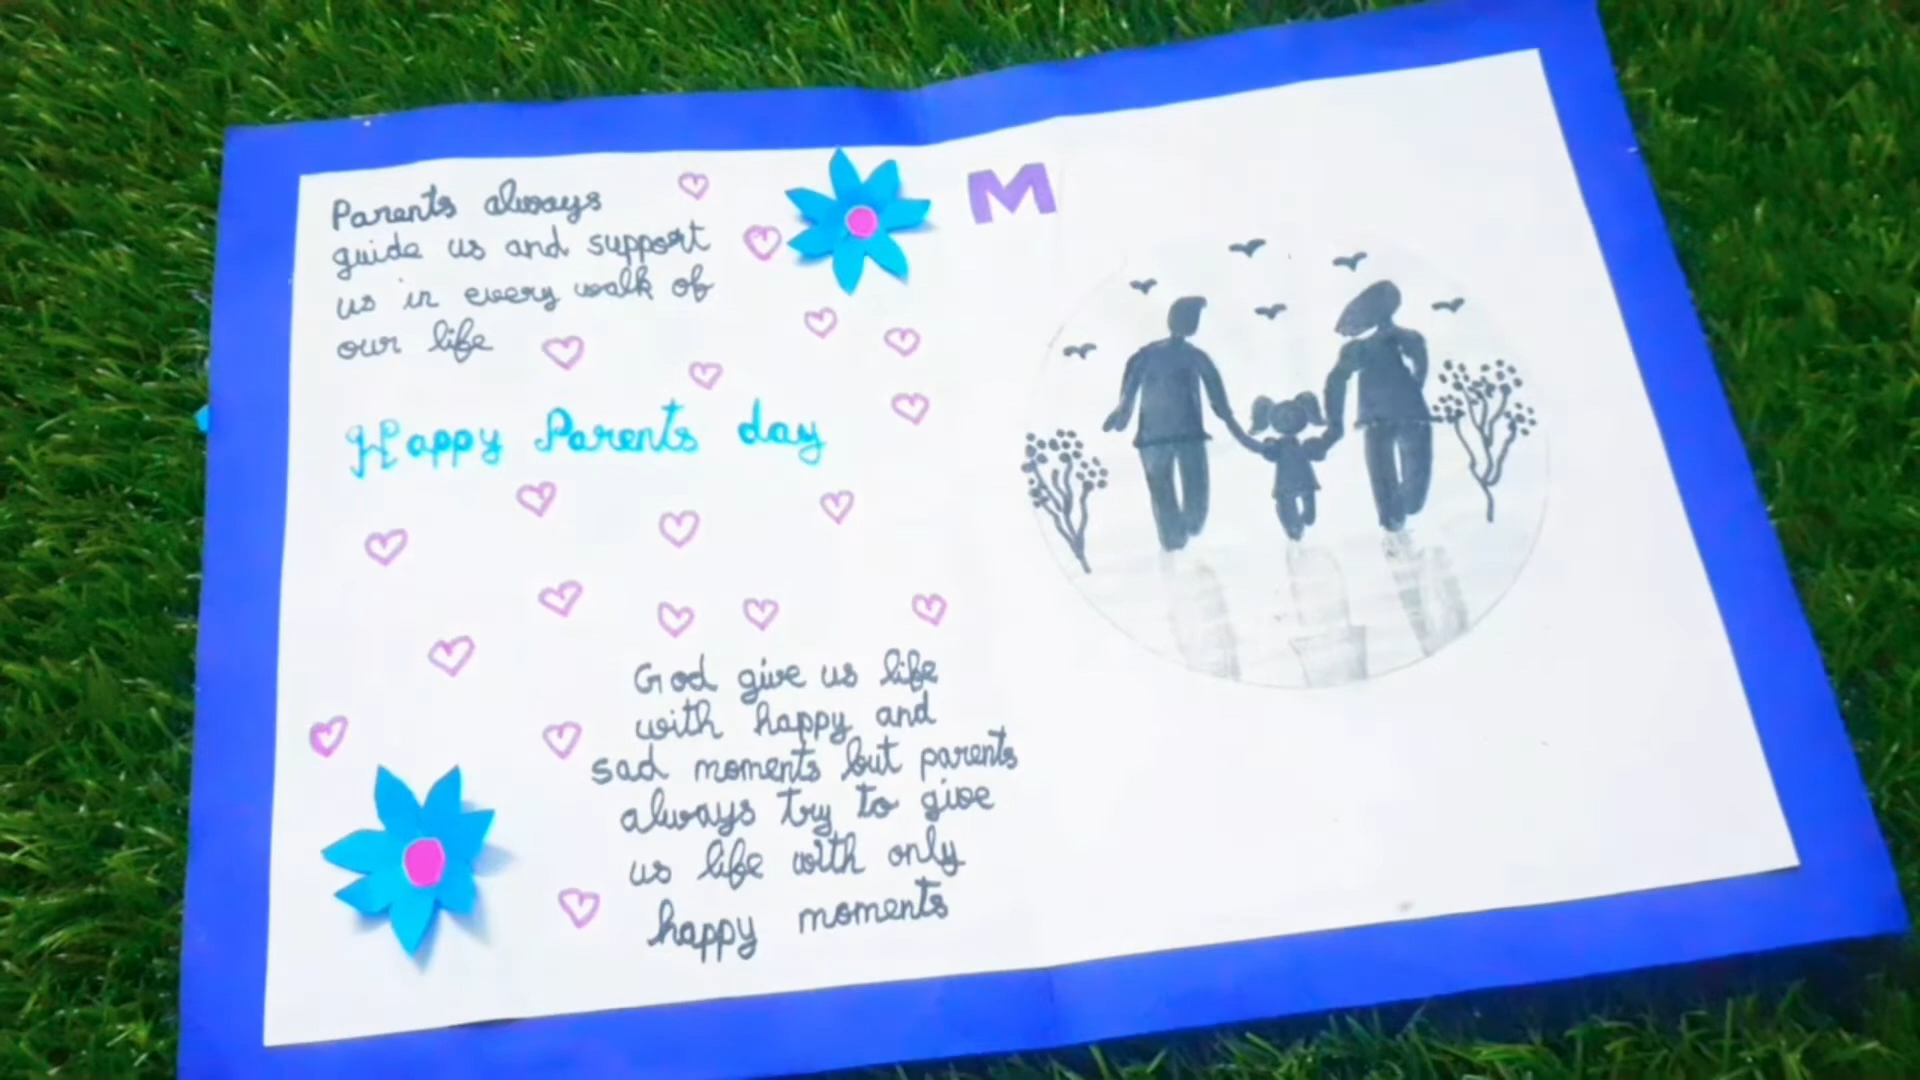 Parents always
guide us and support
us in every walk of
our life
Happy Parents day
God give us life
with happy and
sad moments but parents
always try to give
us life with only
happy moments
M